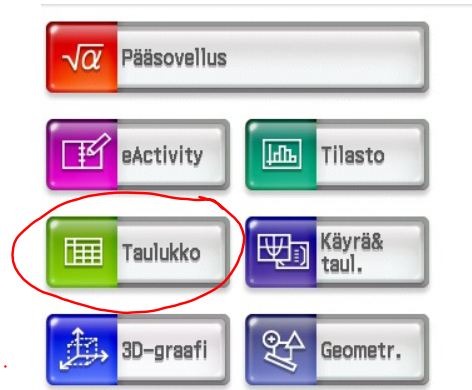 √α Pääsovellus
eActivity
Tilasto
Taulukko
Käyrä&
taul.
3D-graafi
Geometr.